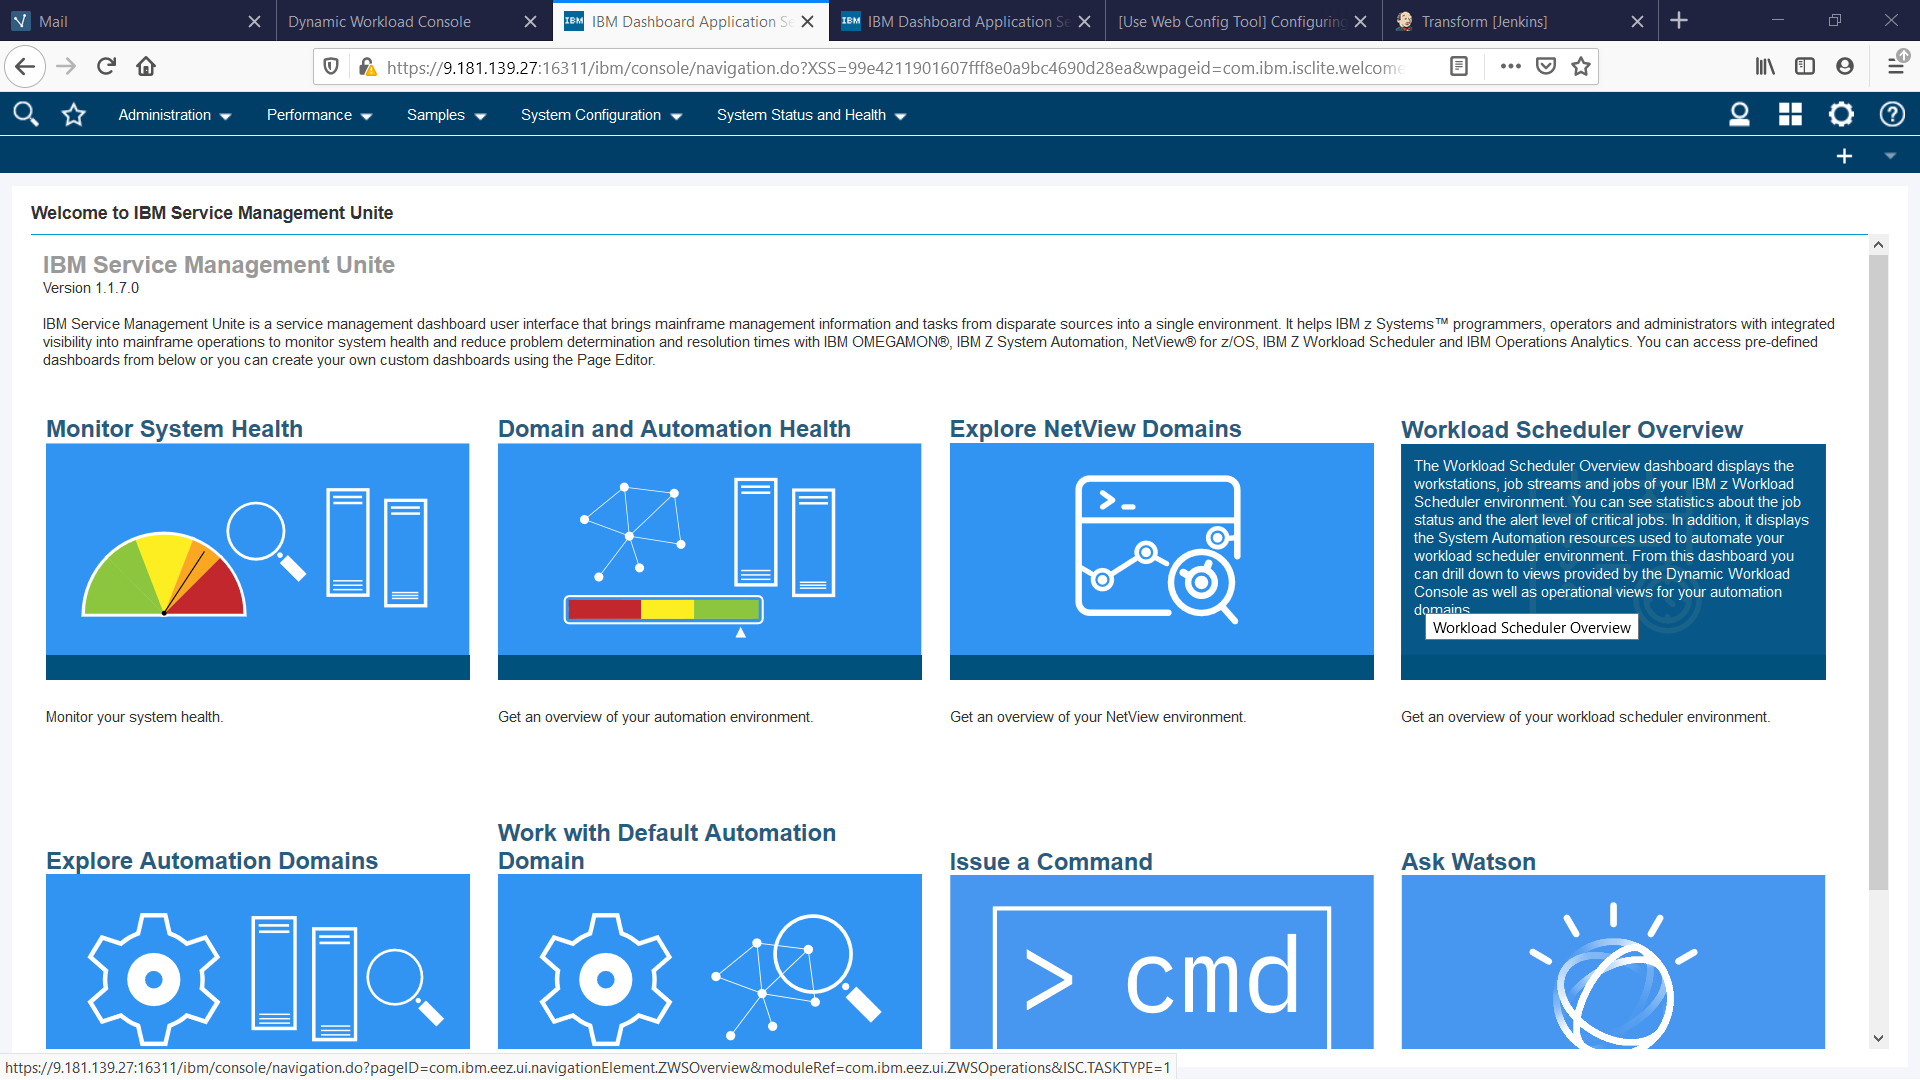 Mail
Dynamic Workload Console
IBM Dashboard Application Se
IBM Dashboard Application Se
[Use Web Config Tool] Configuring
Transform [Jenkins]
https://9.181.139.27:16311/ibm/console/navigation.do?XSS=99e4211901607fff8e0a9bc4690d28ea&wpageid=com.ibm.isclite.welcome
Administration
Performance
Samples
System Configuration
System Status and Health
Welcome to IBM Service Management Unite
IBM Service Management Unite
Version 1.1.7.0
IBM Service Management Unite is a service management dashboard user interface that brings mainframe management information and tasks from disparate sources into a single environment. It helps IBM z Systems™ programmers, operators and administrators with integrated
visibility into mainframe operations to monitor system health and reduce problem determination and resolution times with IBM OMEGAMON®, IBM Z System Automation, NetView® for z/OS, IBM Z Workload Scheduler and IBM Operations Analytics. You can access pre-defined
dashboards from below or you can create your own custom dashboards using the Page Editor.
Monitor System Health
Domain and Automation Health
Explore NetView Domains
Workload Scheduler Overview
The Workload Scheduler Overview dashboard displays the
workstations, job streams and jobs of your IBM z Workload
Scheduler environment. You can see statistics about the job
status and the alert level of critical jobs. In addition, it displays
the System Automation resources used to automate your
workload scheduler environment. From this dashboard you
can drill down to views provided by the Dynamic Workload
Console as well as operational views for your automation
domains.
Workload Scheduler Overview
Monitor your system health.
Get an overview of your automation environment.
Get an overview of your NetView environment.
Get an overview of your workload scheduler environment.
Explore Automation Domains
Work with Default Automation
Domain
Issue a Command
Ask Watson
> cmd
https://9.181.139.27:16311/ibm/console/navigation.do?pageID=com.ibm.eez.ui.navigationElement.ZWSOverview&moduleRef=com.ibm.eez.ui.ZWSOperations&ISC.TASKTYPE=1